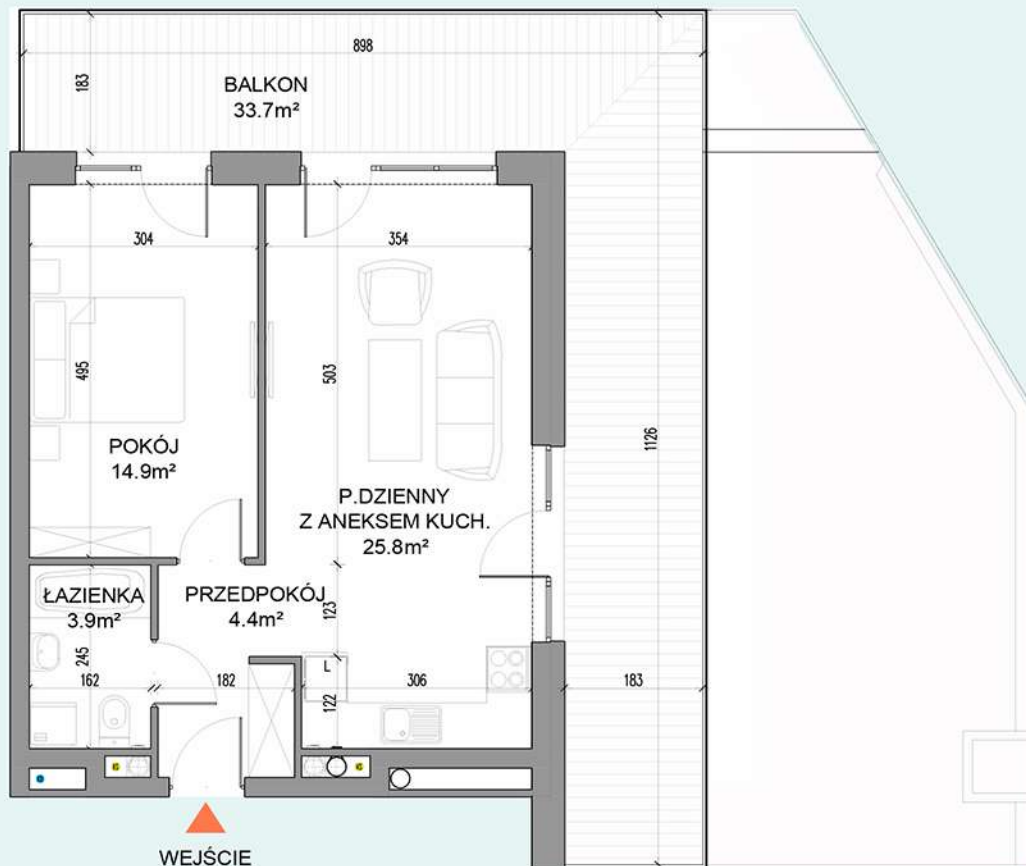 898
183
BALKON
33.7m²
304
354
495
503
1126
POKÓJ
14.9m²
P.DZIENNY
Z ANEKSEM KUCH.
25.8m²
ŁAZIENKA
3.9m²
PRZEDPOKÓJ
4.4m²
123
245
L
162
182
122
306
183
WEJŚCIE